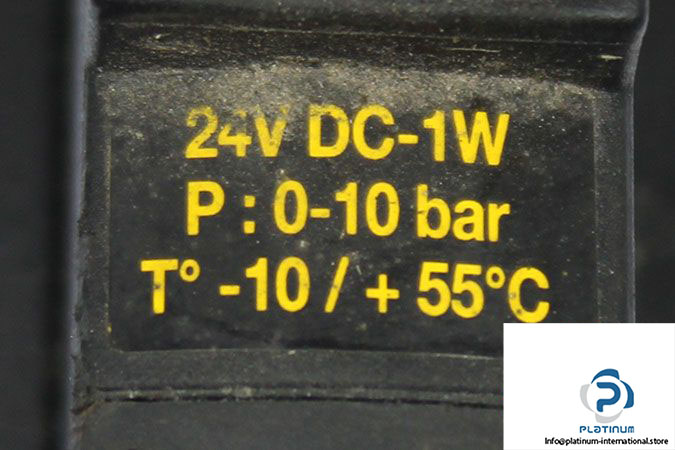 24V DC-1W
P : 0-10 bar
T° -10 / + 55°C
PLATINUM
Info@platinum-international.store